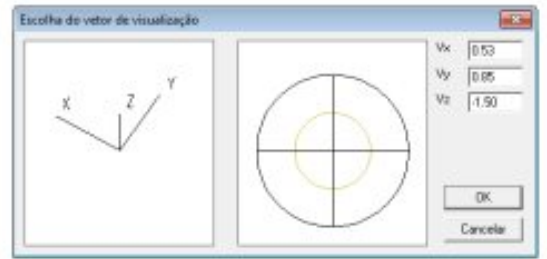 Escolha do vetor de visualização
X
Z
Y
Vx 0.53
Vy 0.85
Vz -1.50
OK
Cancelar